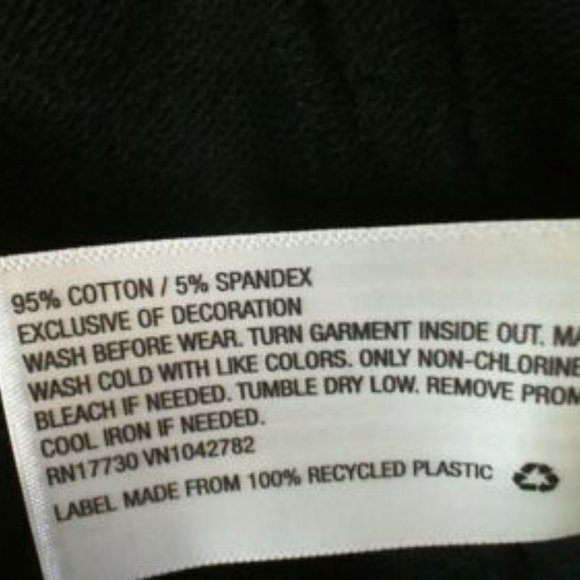 95% COTTON / 5% SPANDEX
EXCLUSIVE OF DECORATION
WASH BEFORE WEAR. TURN GARMENT INSIDE OUT. MA
WASH COLD WITH LIKE COLORS. ONLY NON-CHLORINE
BLEACH IF NEEDED. TUMBLE DRY LOW. REMOVE PROM
COOL IRON IF NEEDED.
RN17730 VN1042782
LABEL MADE FROM 100% RECYCLED PLASTIC